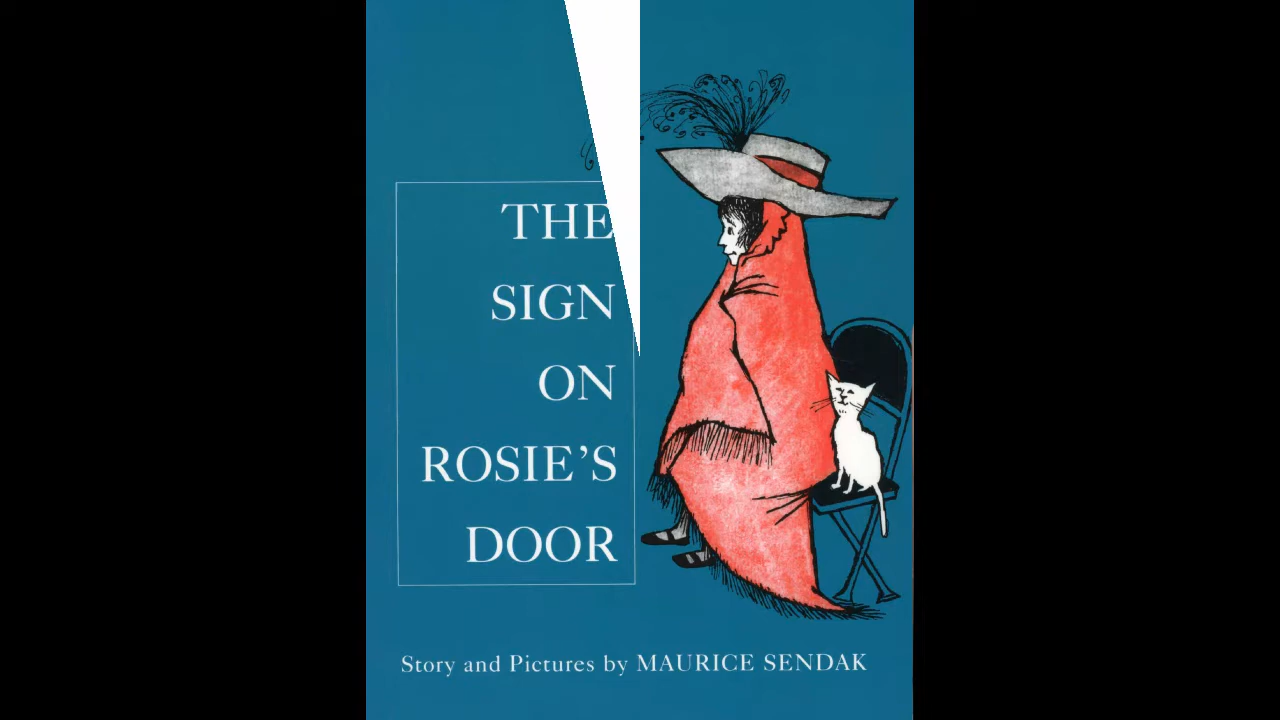 THE
SIGN
ON
ROSIE’S
DOOR
Story and Pictures by MAURICE SENDAK